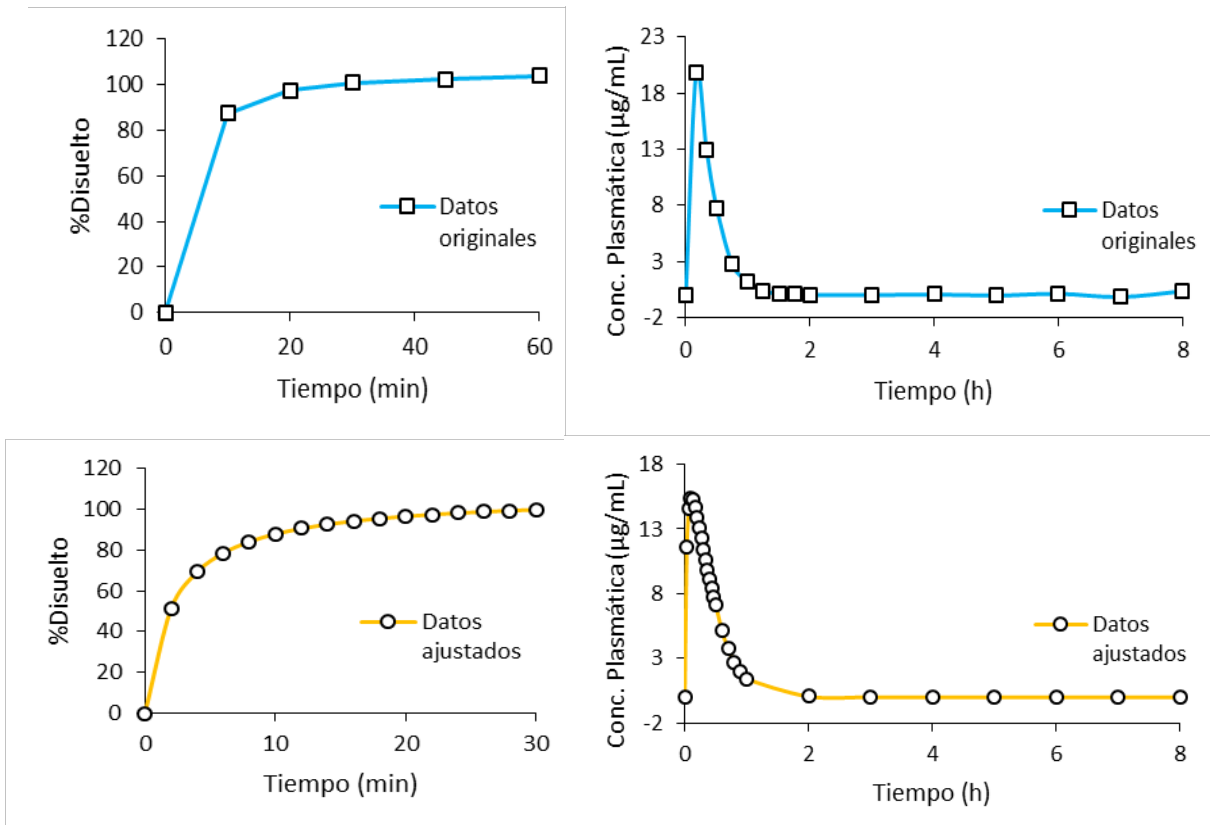 %Disuelto
120
100
80
60
40
20
0
Datos
originales
0 20 40 60
Tiempo (min)
Conc. Plasmática (µg/mL)
23
18
13
8
3
-2
Datos
originales
0 2 4 6 8
Tiempo (h)
%Disuelto
120
100
80
60
40
20
0
Datos
ajustados
0 10 20 30
Tiempo (min)
Conc. Plasmática (µg/mL)
18
13
8
3
-2
Datos
ajustados
0 2 4 6 8
Tiempo (h)